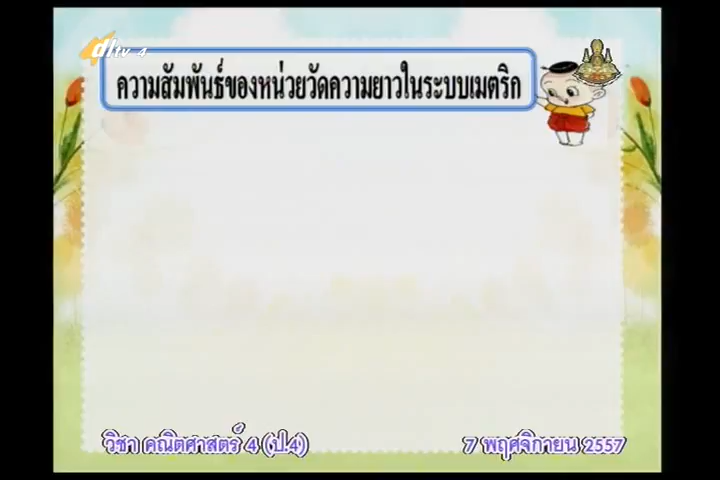 dltv 4
ความสัมพันธ์ของหน่วยวัดความยาวในระบบเมตริก
วิชา คณิตศาสตร์ 4 (ป.4)
7 พฤศจิกายน 2557